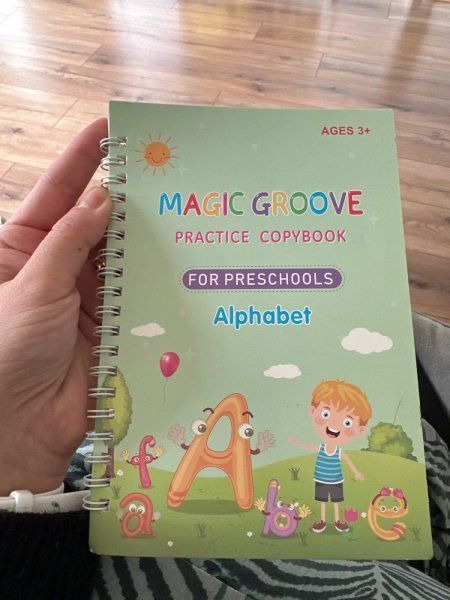 AGES 3+
MAGIC GROOVE
PRACTICE COPYBOOK
FOR PRESCHOOLS
Alphabet
f A a b e